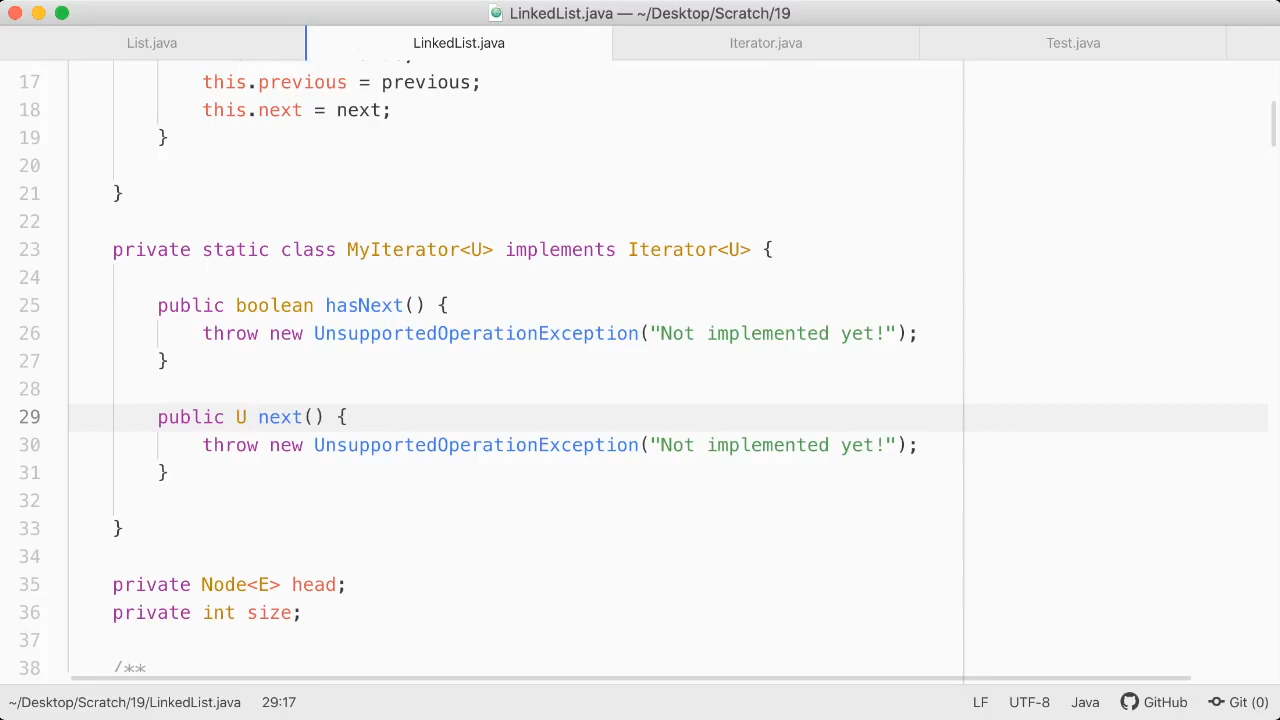 LinkedList.java — ~/Desktop/Scratch/19
List.java LinkedList.java Iterator.java Test.java
17 this.previous = previous;
18 this.next = next;
19 }
20
21 }
22
23 private static class MyIterator<U> implements Iterator<U> {
24
25 public boolean hasNext() {
26 throw new UnsupportedOperationException("Not implemented yet!");
27 }
28
29 public U next() {
30 throw new UnsupportedOperationException("Not implemented yet!");
31 }
32
33 }
34
35 private Node<E> head;
36 private int size;
37
38 /**
~/Desktop/Scratch/19/LinkedList.java 29:17 LF UTF-8 Java GitHub Git (0)